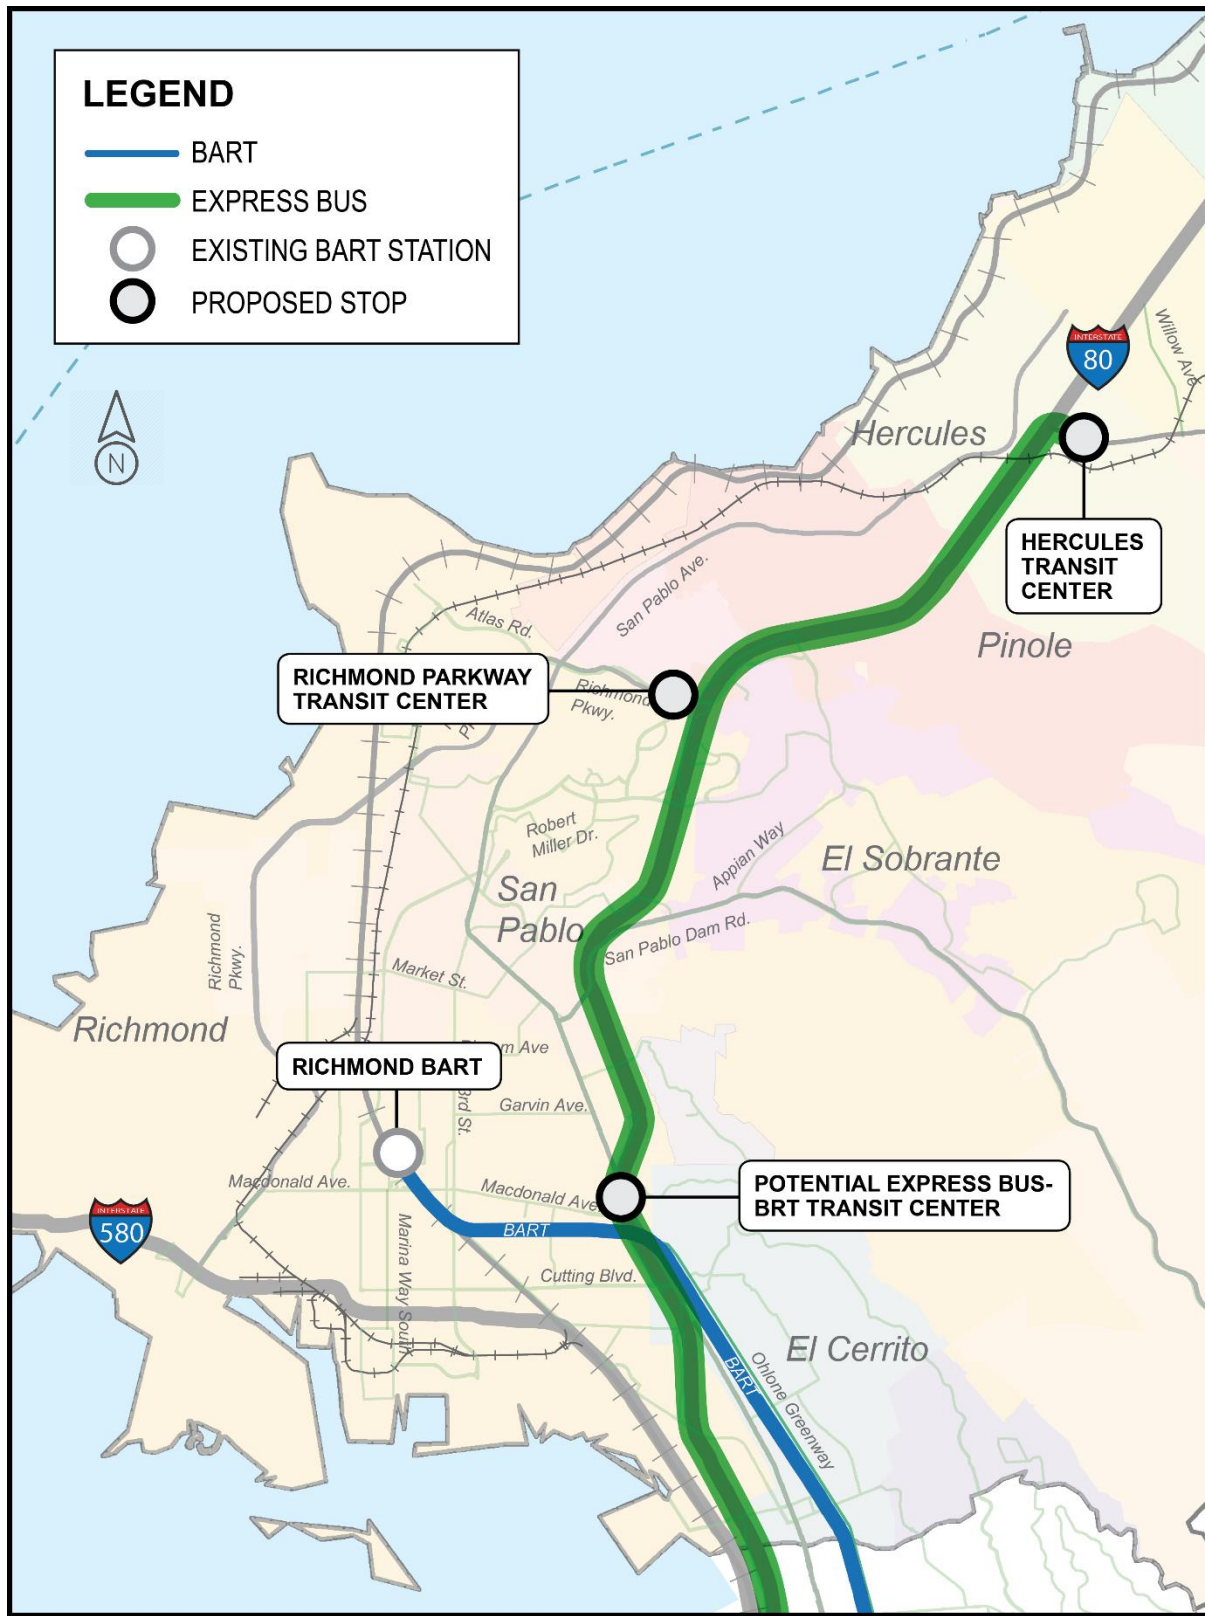 LEGEND
BART
EXPRESS BUS
EXISTING BART STATION
PROPOSED STOP
N
INTERSTATE
80
Willow Ave
Hercules
HERCULES
TRANSIT
CENTER
San Pablo Ave.
Atlas Rd.
Pinole
RICHMOND PARKWAY
TRANSIT CENTER
Richmond
Pkwy.
Robert
Miller Dr.
Appian Way
El Sobrante
San
Pablo
San Pablo Dam Rd.
Richmond
Pkwy.
Market St.
Richmond
RICHMOND BART
Ave
Garvin Ave.
St.
Macdonald Ave.
Macdonald Ave.
POTENTIAL EXPRESS BUS-
BRT TRANSIT CENTER
INTERSTATE
580
BART
Marina Way South
Cutting Blvd.
El Cerrito
BART
Ohlone Greenway